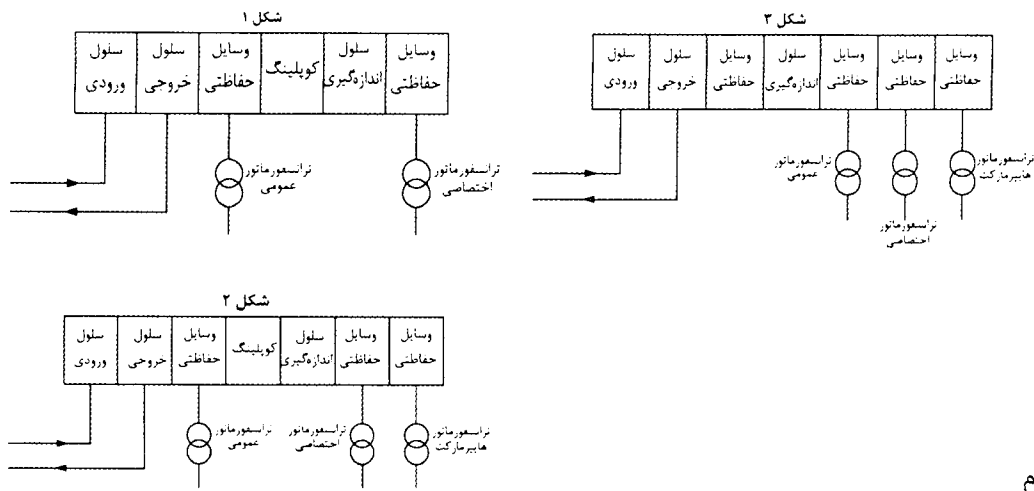 شکل ۱
سلول ورودی
سلول خروجی
وسایل حفاظتی
کوپلینگ
سلول اندازه‌گیری
وسایل حفاظتی
ترانسفورماتور
عمومی
ترانسفورماتور
اختصاصی
شکل ۳
سلول ورودی
سلول خروجی
وسایل حفاظتی
سلول اندازه‌گیری
وسایل حفاظتی
وسایل حفاظتی
وسایل حفاظتی
ترانسفورماتور
عمومی
ترانسفورماتور
اختصاصی
ترانسفورماتور
هایپرمارکت
شکل ۲
سلول ورودی
سلول خروجی
وسایل حفاظتی
کوپلینگ
سلول اندازه‌گیری
وسایل حفاظتی
وسایل حفاظتی
ترانسفورماتور
عمومی
ترانسفورماتور
اختصاصی
ترانسفورماتور
هایپرمارکت